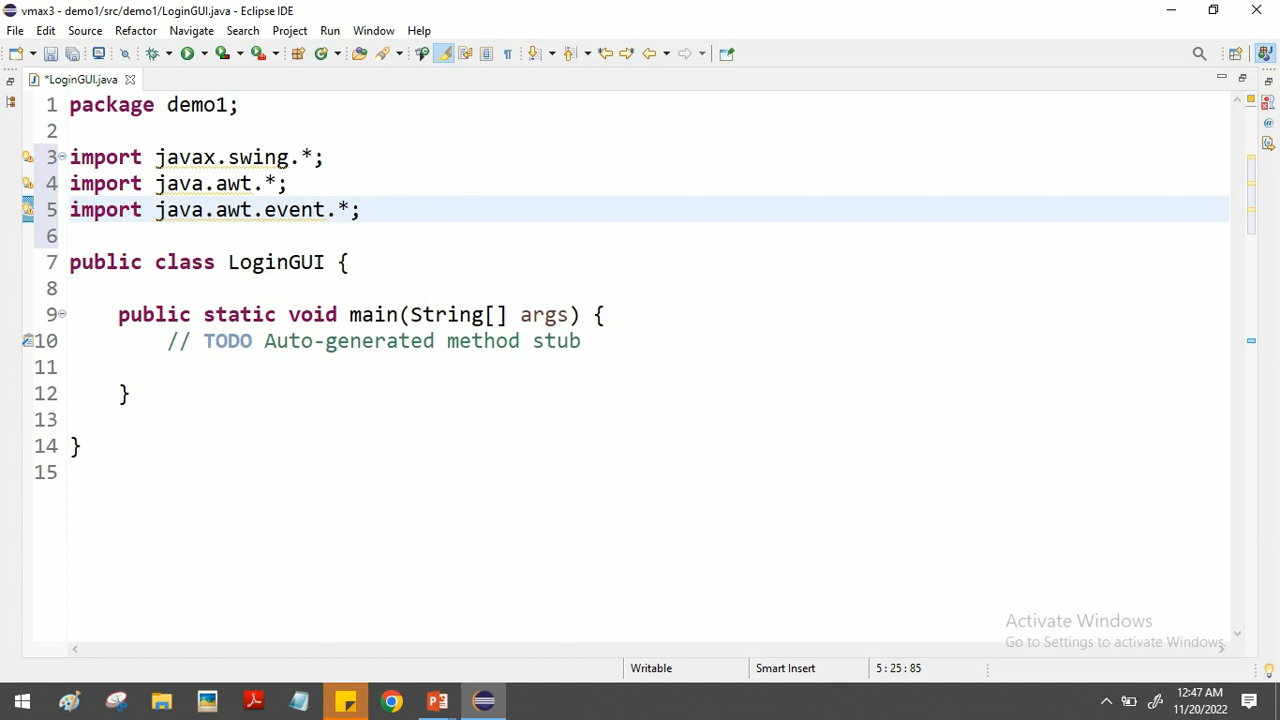 vmax3 - demo1/src/demo1/LoginGUI.java - Eclipse IDE
File Edit Source Refactor Navigate Search Project Run Window Help
*LoginGUI.java
1 package demo1;
2
3 import javax.swing.*;
4 import java.awt.*;
5 import java.awt.event.*;
6
7 public class LoginGUI {
8
9 public static void main(String[] args) {
10 // TODO Auto-generated method stub
11
12 }
13
14 }
15
Activate Windows
Go to Settings to activate Windows.
Writable Smart Insert 5 : 25 : 85
12:47 AM
11/20/2022